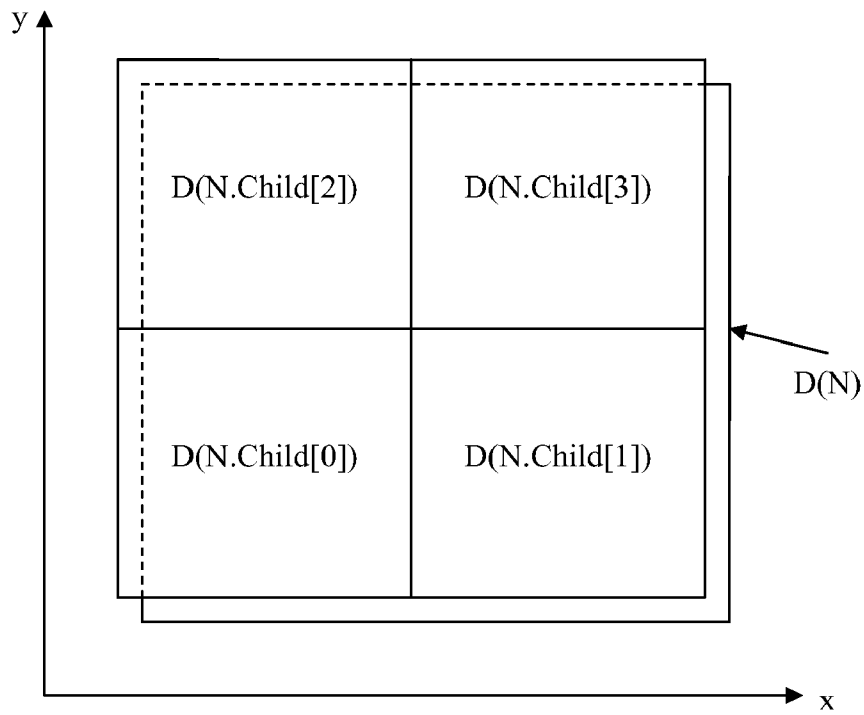 y
D(N.Child[2]) D(N.Child[3])
D(N)
D(N.Child[0]) D(N.Child[1])
x